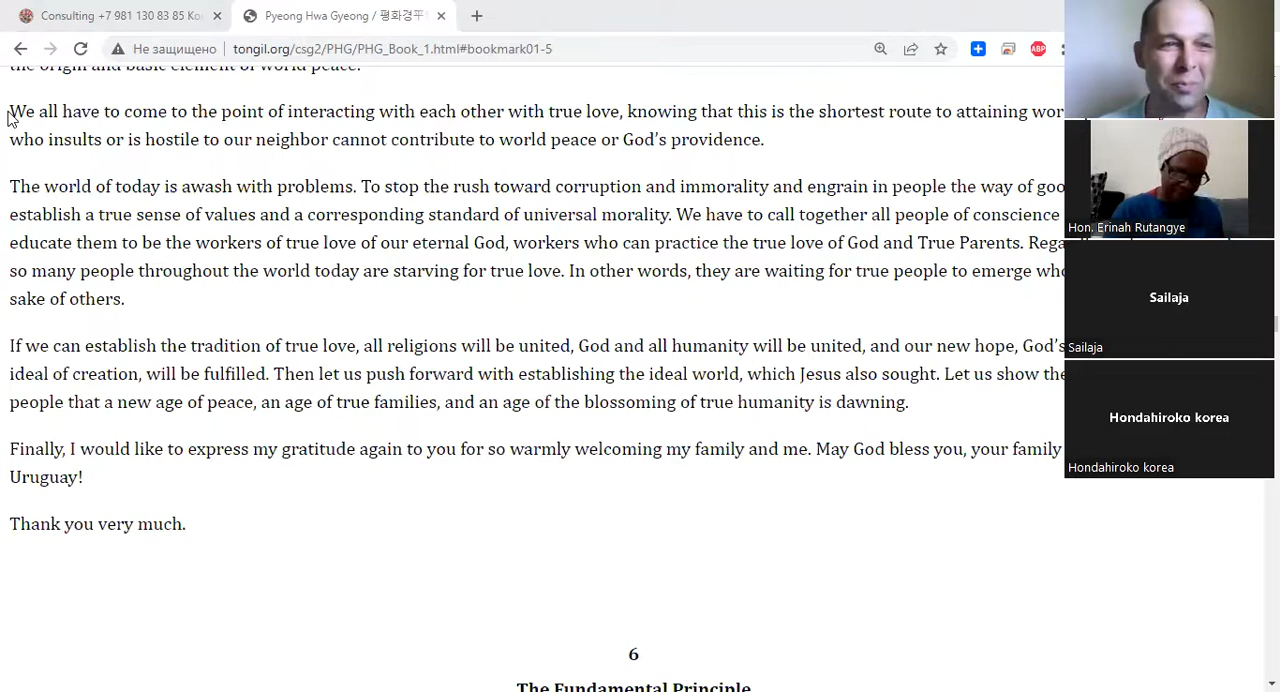 Consulting +7 981 130 83 85 Ko
Pyeong Hwa Gyeong / 평화경평
Не защищено
tongil.org/csg2/PHG/PHG_Book_1.html#bookmark01-5
ABP
the origin and basic element of world peace.
We all have to come to the point of interacting with each other with true love, knowing that this is the shortest route to attaining wor
who insults or is hostile to our neighbor cannot contribute to world peace or God’s providence.
The world of today is awash with problems. To stop the rush toward corruption and immorality and engrain in people the way of goo
establish a true sense of values and a corresponding standard of universal morality. We have to call together all people of conscience
educate them to be the workers of true love of our eternal God, workers who can practice the true love of God and True Parents. Rega
so many people throughout the world today are starving for true love. In other words, they are waiting for true people to emerge who
sake of others.
If we can establish the tradition of true love, all religions will be united, God and all humanity will be united, and our new hope, God’s
ideal of creation, will be fulfilled. Then let us push forward with establishing the ideal world, which Jesus also sought. Let us show the
people that a new age of peace, an age of true families, and an age of the blossoming of true humanity is dawning.
Finally, I would like to express my gratitude again to you for so warmly welcoming my family and me. May God bless you, your family
Uruguay!
Thank you very much.
6
The Fundamental Principle
Hon. Erinah Rutangye
Sailaja
Sailaja
Hondahiroko korea
Hondahiroko korea